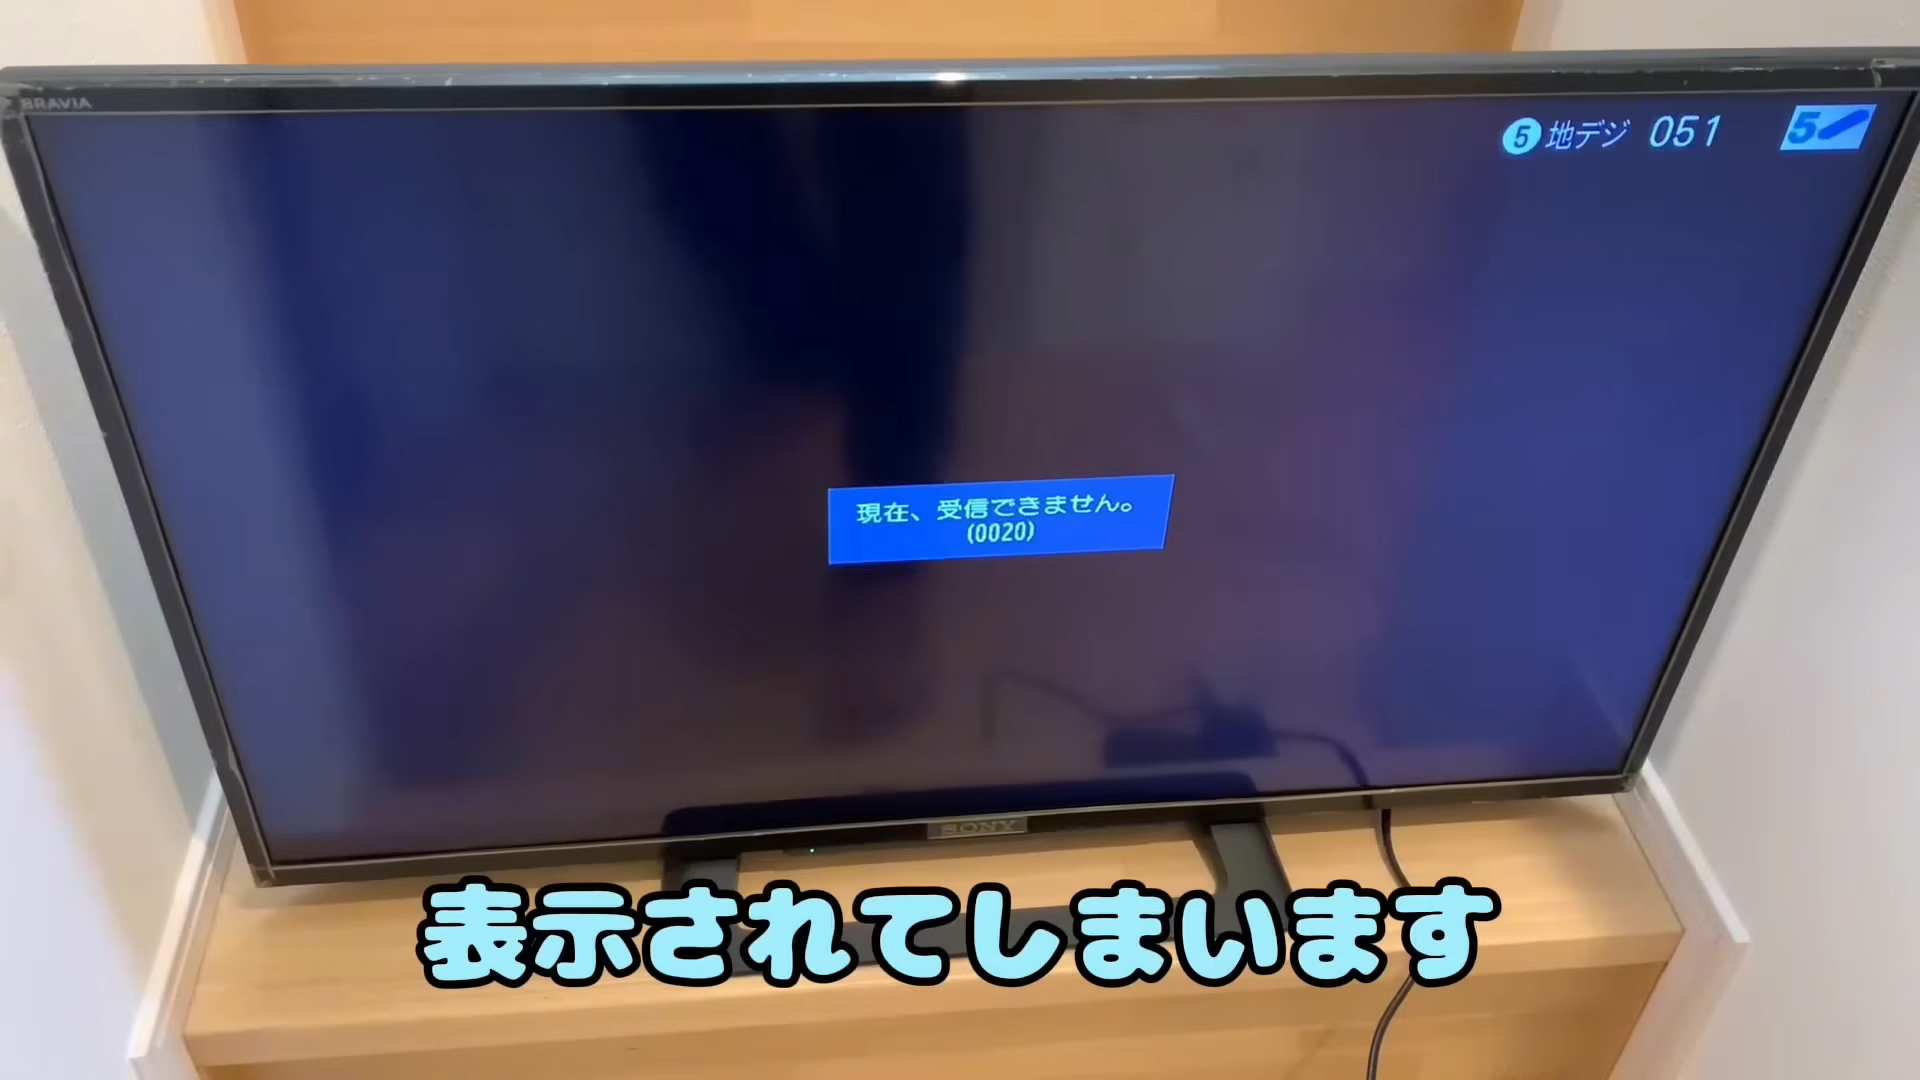 BRAVIA
⑤地デジ 051
5
現在、受信できません。
(0020)
SONY
表示されてしまいます